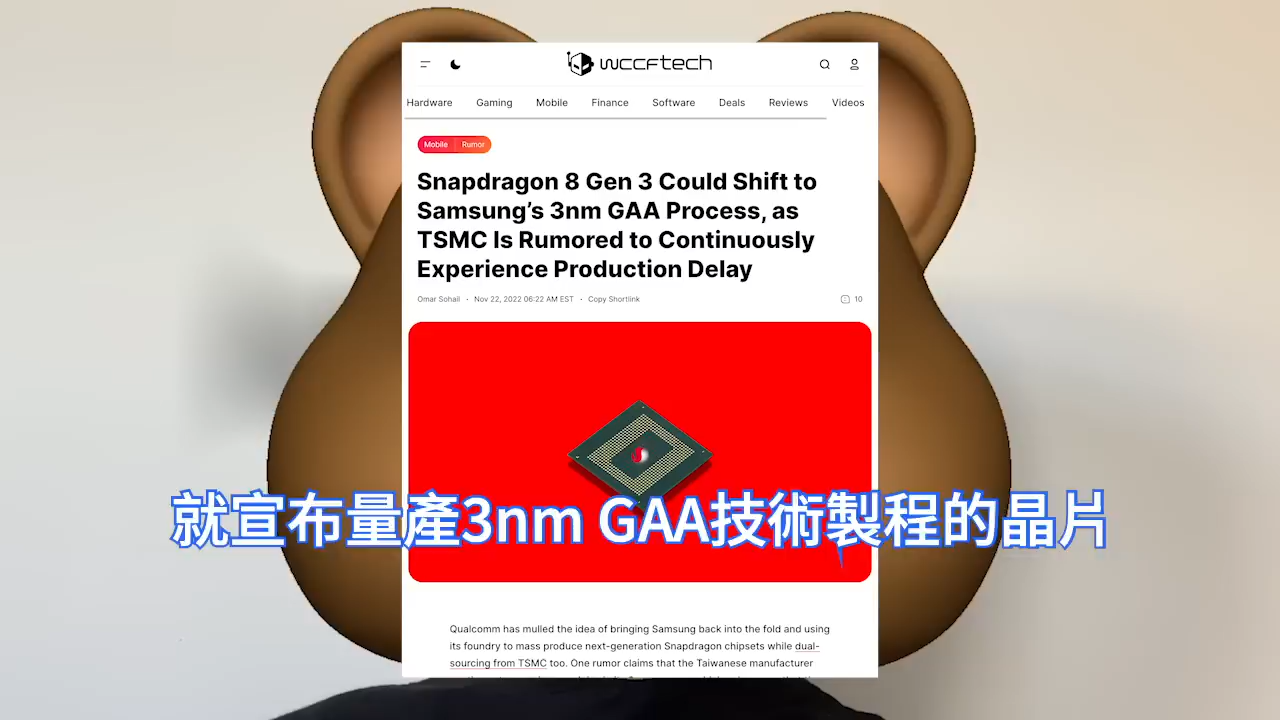 wccftech
Hardware Gaming Mobile Finance Software Deals Reviews Videos
Mobile Rumor
Snapdragon 8 Gen 3 Could Shift to
Samsung’s 3nm GAA Process, as
TSMC Is Rumored to Continuously
Experience Production Delay
Omar Sohail • Nov 22, 2022 06:22 AM EST • Copy Shortlink 10
就宣布量產3nm GAA技術製程的晶片
Qualcomm has mulled the idea of bringing Samsung back into the fold and using
its foundry to mass produce next-generation Snapdragon chipsets while dual-
sourcing from TSMC too. One rumor claims that the Taiwanese manufacturer